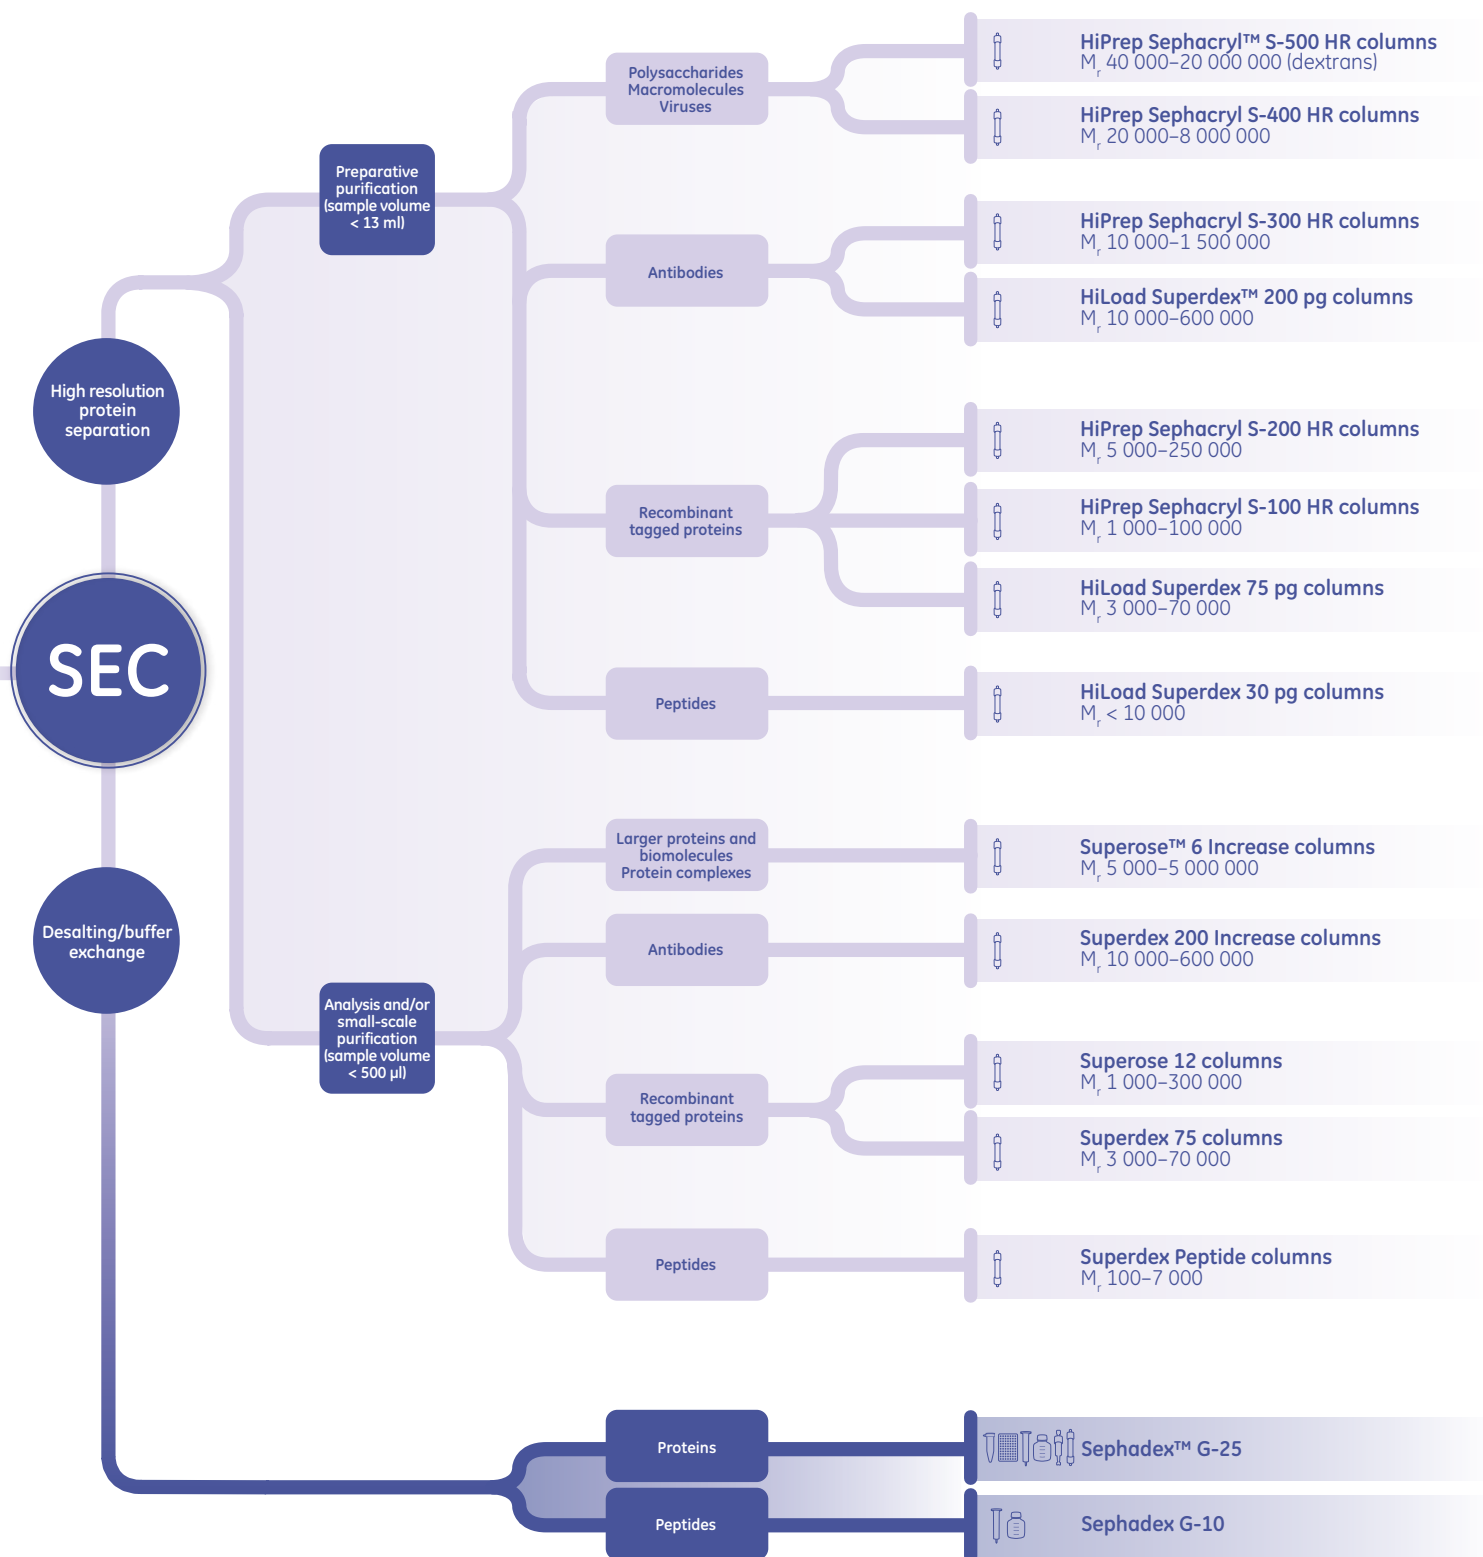 SEC
High resolution
protein
separation
Preparative
purification
(sample volume
< 13 ml)
Polysaccharides
Macromolecules
Viruses
HiPrep Sephacryl™ S-500 HR columns
Mr 40 000–20 000 000 (dextrans)
HiPrep Sephacryl S-400 HR columns
Mr 20 000–8 000 000
Antibodies
HiPrep Sephacryl S-300 HR columns
Mr 10 000–1 500 000
HiLoad Superdex™ 200 pg columns
Mr 10 000–600 000
Recombinant
tagged proteins
HiPrep Sephacryl S-200 HR columns
Mr 5 000–250 000
HiPrep Sephacryl S-100 HR columns
Mr 1 000–100 000
HiLoad Superdex 75 pg columns
Mr 3 000–70 000
Peptides
HiLoad Superdex 30 pg columns
Mr < 10 000
Analysis and/or
small-scale
purification
(sample volume
< 500 µl)
Larger proteins and
biomolecules
Protein complexes
Superose™ 6 Increase columns
Mr 5 000–5 000 000
Antibodies
Superdex 200 Increase columns
Mr 10 000–600 000
Recombinant
tagged proteins
Superose 12 columns
Mr 1 000–300 000
Superdex 75 columns
Mr 3 000–70 000
Peptides
Superdex Peptide columns
Mr 100–7 000
Desalting/buffer
exchange
Proteins
Sephadex™ G-25
Peptides
Sephadex G-10